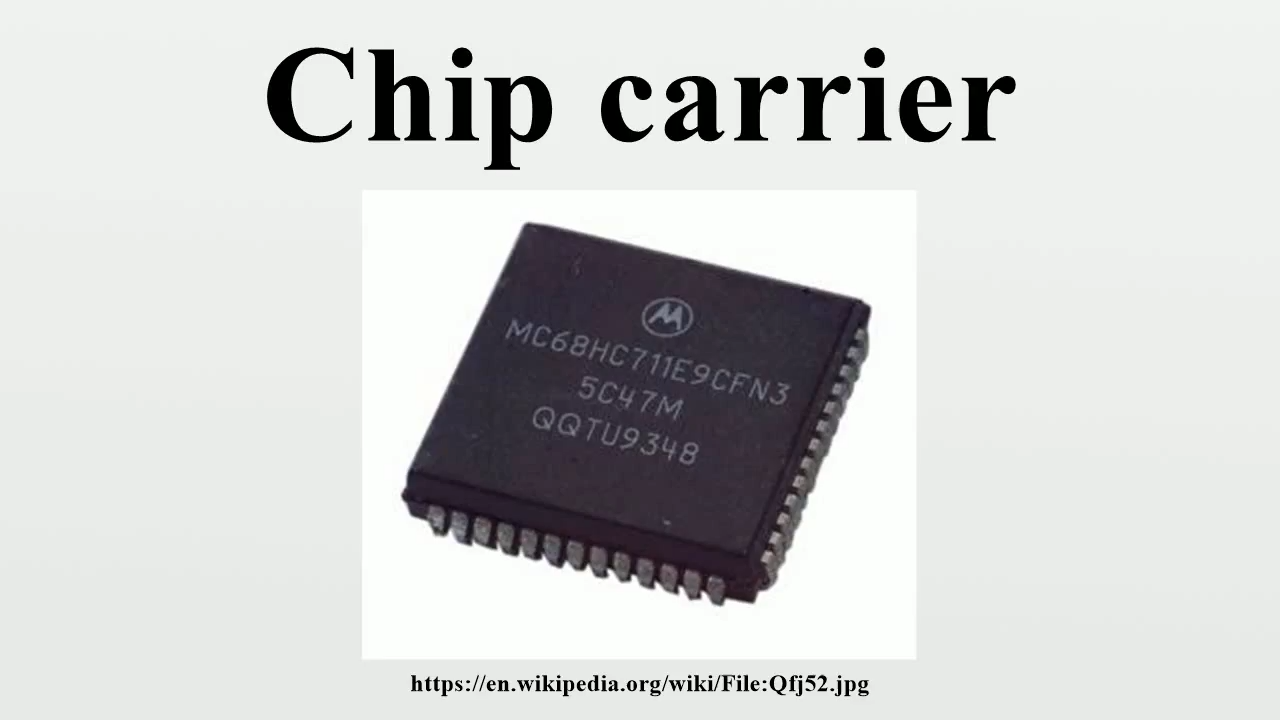 Chip carrier
MC68HC711E9CFN3
5C47M
QQTU9348
https://en.wikipedia.org/wiki/File:Qfj52.jpg